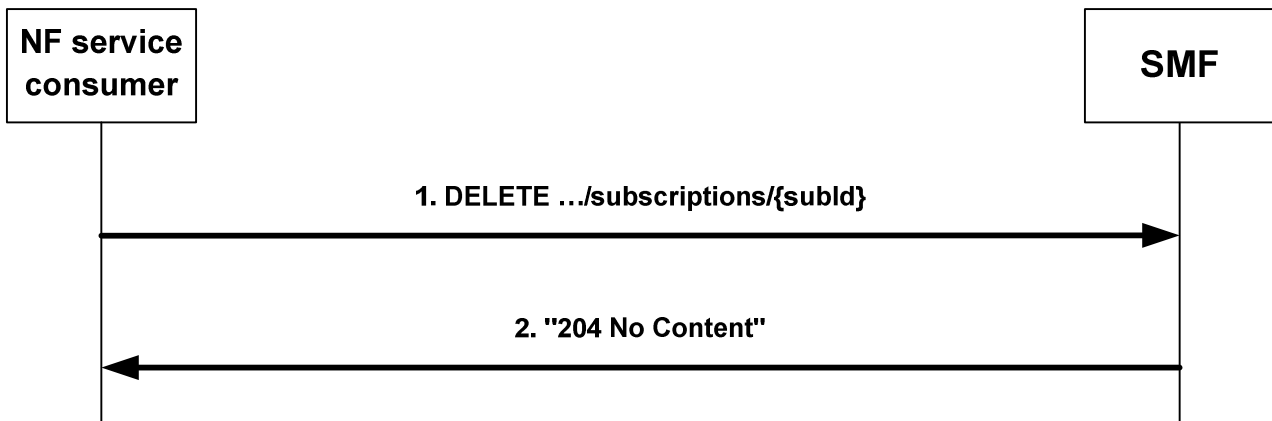 NF service
consumer
SMF
1. DELETE …/subscriptions/{subId}
2. "204 No Content"